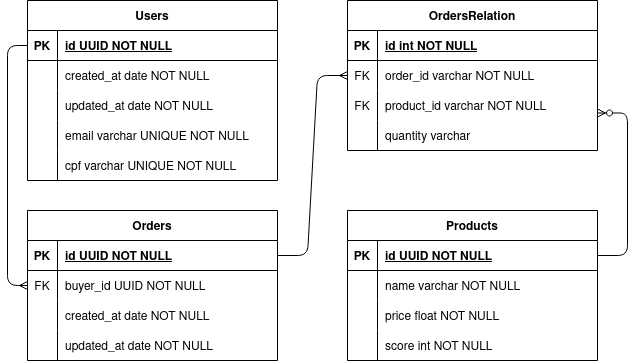 Users
PK id UUID NOT NULL
created_at date NOT NULL
updated_at date NOT NULL
email varchar UNIQUE NOT NULL
cpf varchar UNIQUE NOT NULL
OrdersRelation
PK id int NOT NULL
FK order_id varchar NOT NULL
FK product_id varchar NOT NULL
quantity varchar
Orders
PK id UUID NOT NULL
FK buyer_id UUID NOT NULL
created_at date NOT NULL
updated_at date NOT NULL
Products
PK id UUID NOT NULL
name varchar NOT NULL
price float NOT NULL
score int NOT NULL